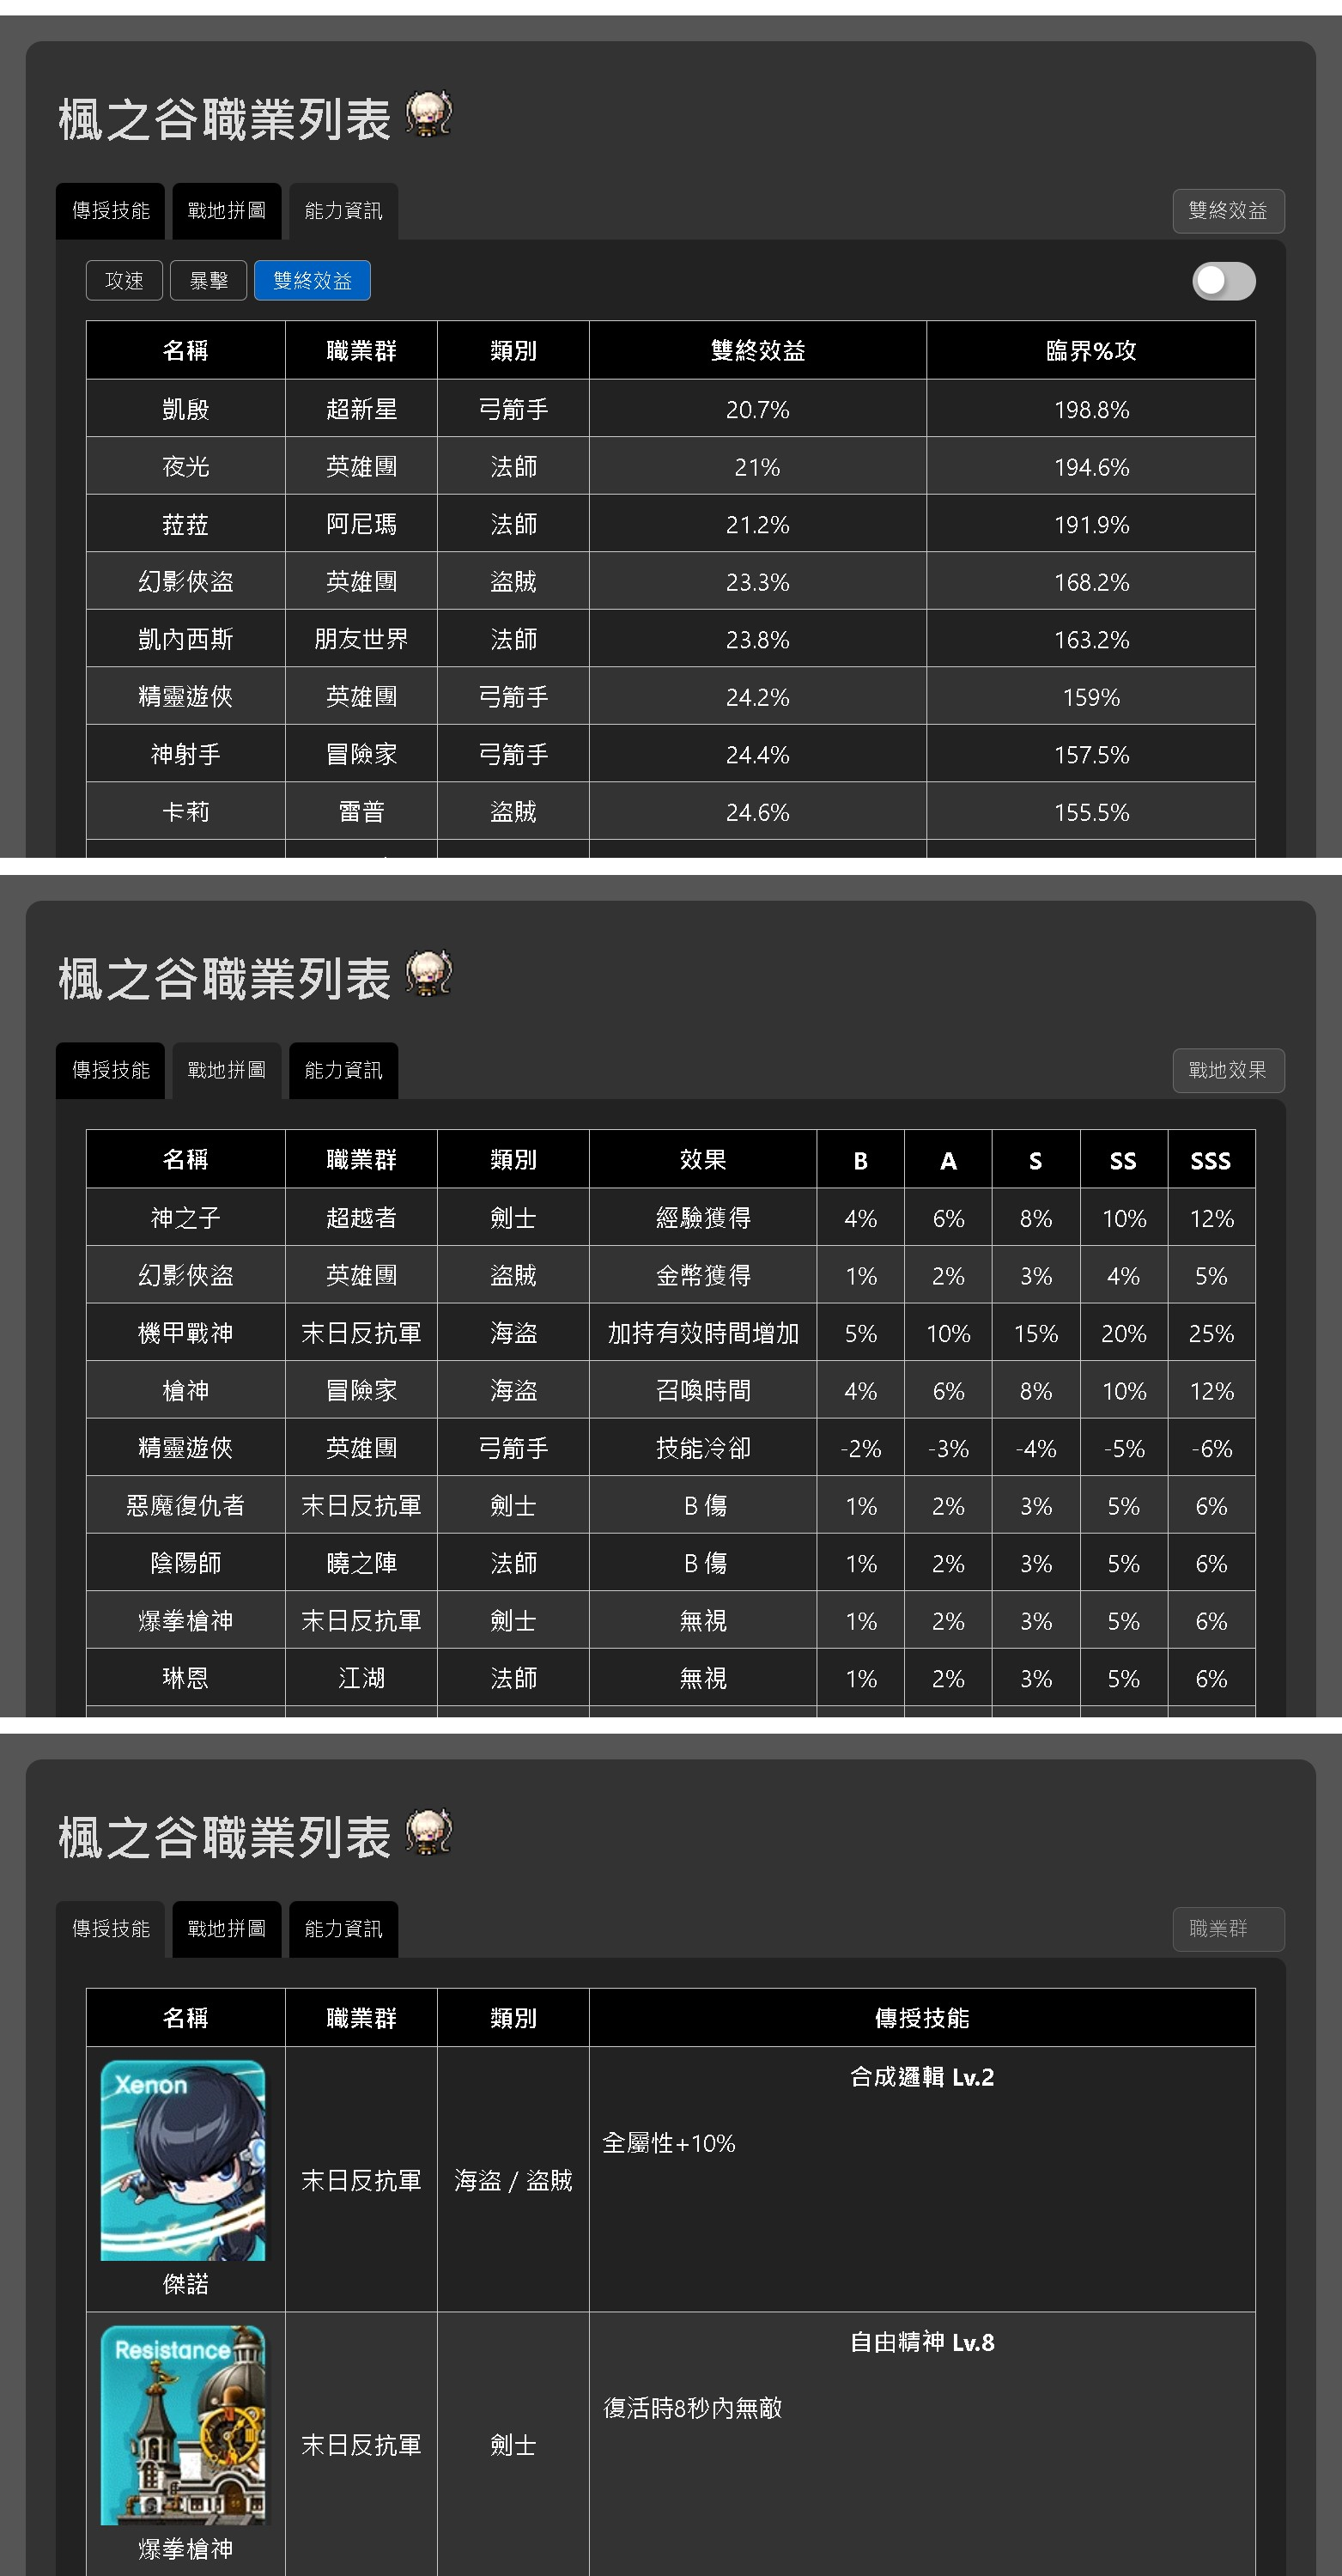 楓之谷職業列表
傳授技能 戰地拼圖 能力資訊 雙終效益
攻速 暴擊 雙終效益
名稱 職業群 類別 雙終效益 臨界%攻
凱殷 超新星 弓箭手 20.7% 198.8%
夜光 英雄團 法師 21% 194.6%
菈菈 阿尼瑪 法師 21.2% 191.9%
幻影俠盜 英雄團 盜賊 23.3% 168.2%
凱內西斯 朋友世界 法師 23.8% 163.2%
精靈遊俠 英雄團 弓箭手 24.2% 159%
神射手 冒險家 弓箭手 24.4% 157.5%
卡莉 雷普 盜賊 24.6% 155.5%
楓之谷職業列表
傳授技能 戰地拼圖 能力資訊 戰地效果
名稱 職業群 類別 效果 B A S SS SSS
神之子 超越者 劍士 經驗獲得 4% 6% 8% 10% 12%
幻影俠盜 英雄團 盜賊 金幣獲得 1% 2% 3% 4% 5%
機甲戰神 末日反抗軍 海盜 加持有效時間增加 5% 10% 15% 20% 25%
槍神 冒險家 海盜 召喚時間 4% 6% 8% 10% 12%
精靈遊俠 英雄團 弓箭手 技能冷卻 -2% -3% -4% -5% -6%
惡魔復仇者 末日反抗軍 劍士 B 傷 1% 2% 3% 5% 6%
陰陽師 曉之陣 法師 B 傷 1% 2% 3% 5% 6%
爆拳槍神 末日反抗軍 劍士 無視 1% 2% 3% 5% 6%
琳恩 江湖 法師 無視 1% 2% 3% 5% 6%
楓之谷職業列表
傳授技能 戰地拼圖 能力資訊 職業群
名稱 職業群 類別 傳授技能
Xenon
傑諾
末日反抗軍
海盜 / 盜賊
合成邏輯 Lv.2
全屬性+10%
Resistance
爆拳槍神
末日反抗軍
劍士
自由精神 Lv.8
復活時8秒內無敵